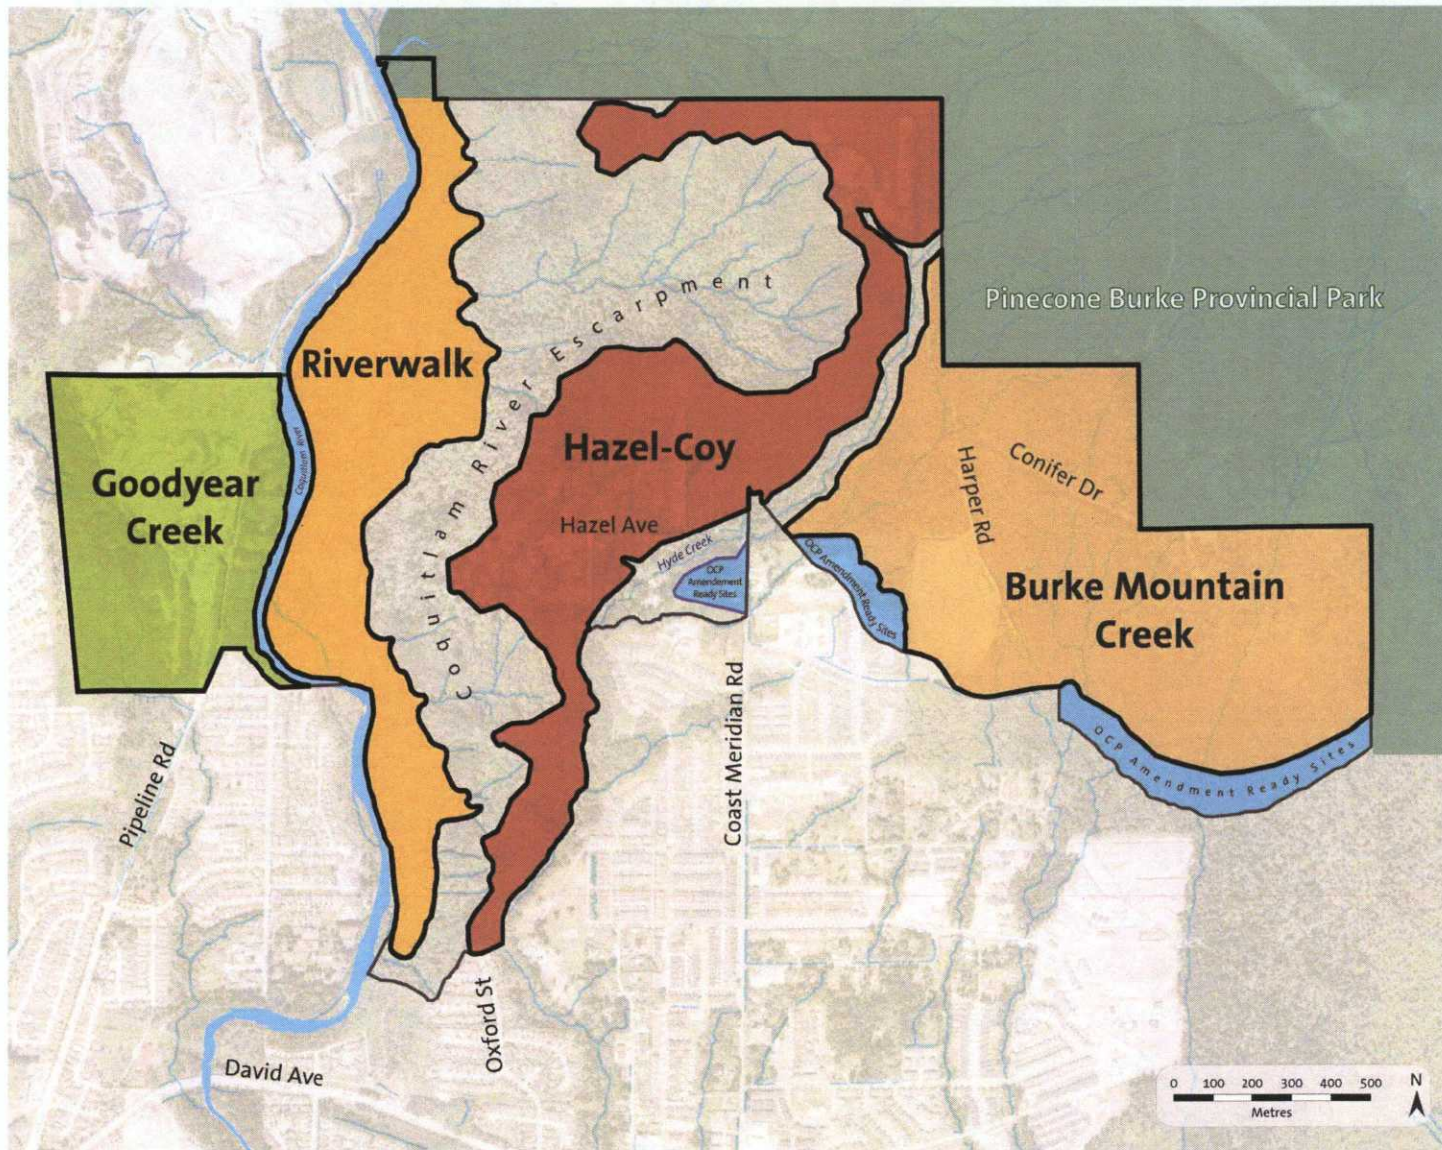 Pinecone Burke Provincial Park
Riverwalk
Coquitlam River Escarpment
Goodyear
Creek
Coquitlam River
Hazel-Coy
Hazel Ave
Hyde Creek
OCP
Amendement
Ready Sites
OCP Amendment Ready Sites
Harper Rd
Conifer Dr
Burke Mountain
Creek
OCP Amendment Ready Sites
Pipeline Rd
Coast Meridian Rd
Oxford St
David Ave
0 100 200 300 400 500
Metres
N